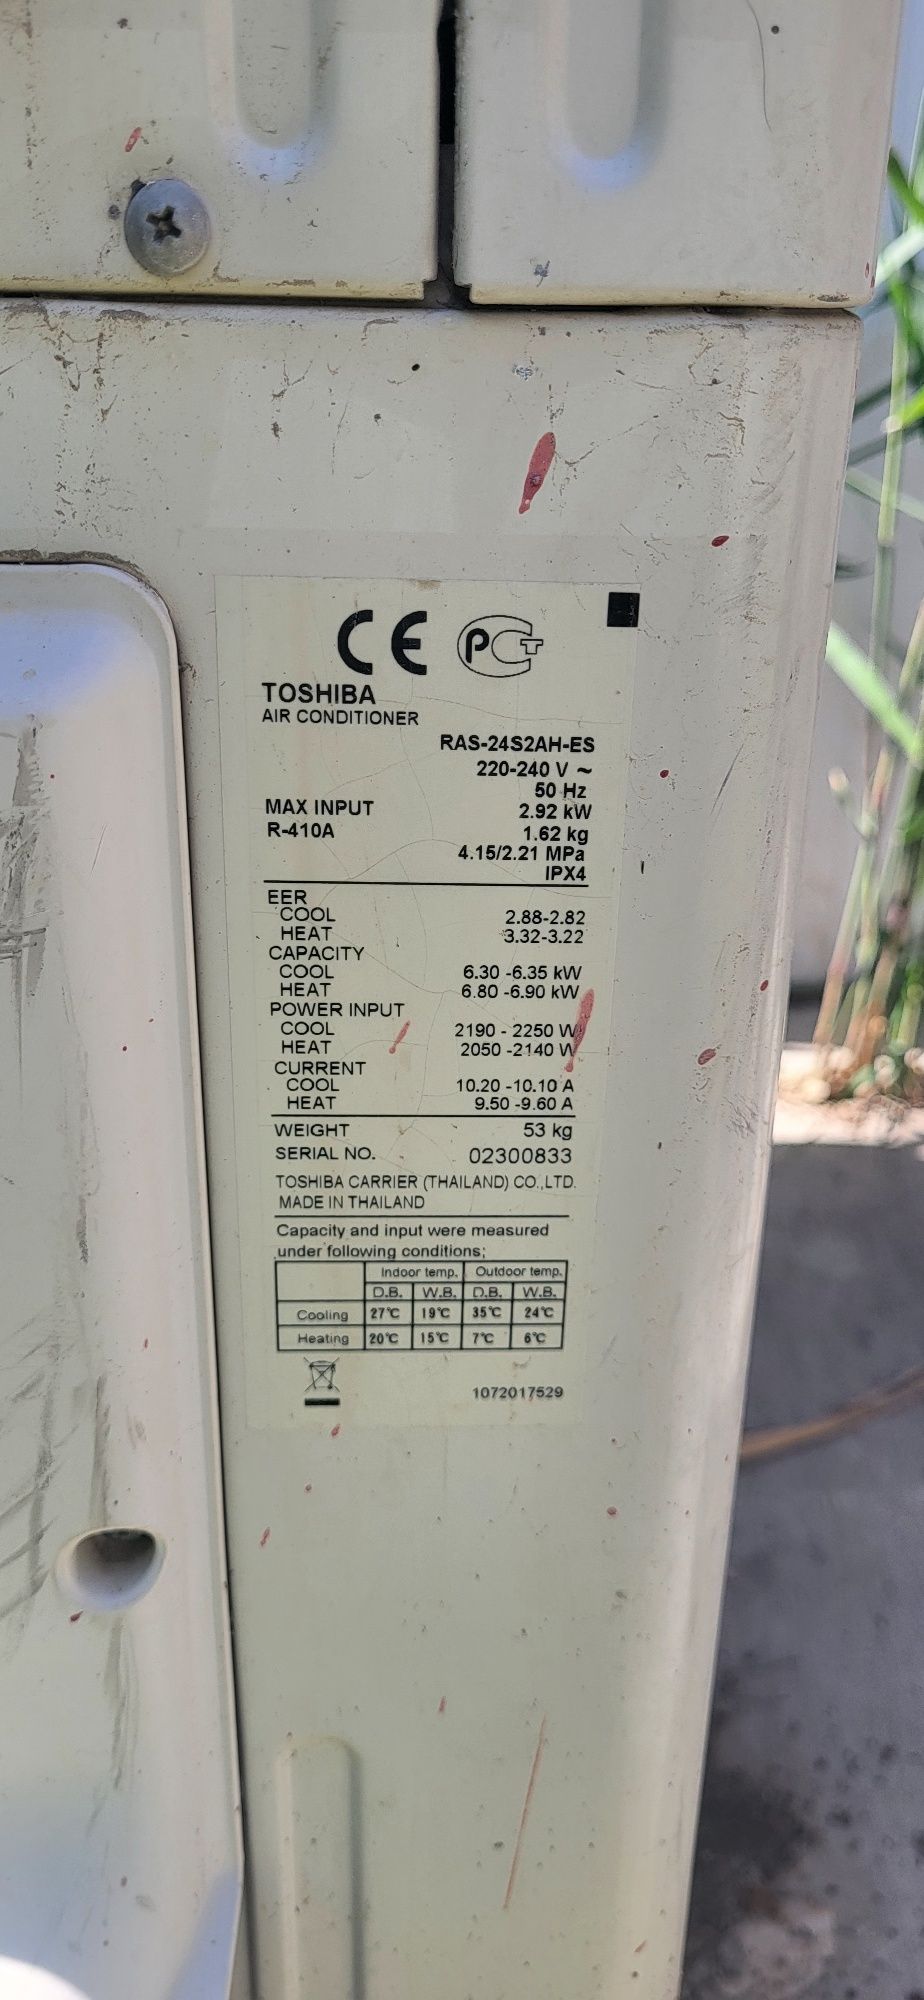 CE PCT
TOSHIBA
AIR CONDITIONER
RAS-24S2AH-ES
220-240 V ~
50 Hz
MAX INPUT 2.92 kW
R-410A 1.62 kg
4.15/2.21 MPa
IPX4
EER
COOL 2.88-2.82
HEAT 3.32-3.22
CAPACITY
COOL 6.30 -6.35 kW
HEAT 6.80 -6.90 kW
POWER INPUT
COOL 2190 - 2250 W
HEAT 2050 -2140 W
CURRENT
COOL 10.20 -10.10 A
HEAT 9.50 -9.60 A
WEIGHT 53 kg
SERIAL NO. 02300833
TOSHIBA CARRIER (THAILAND) CO.,LTD.
MADE IN THAILAND
Capacity and input were measured
under following conditions;
Indoor temp. Outdoor temp.
D.B. W.B. D.B. W.B.
Cooling 27℃ 19℃ 35℃ 24℃
Heating 20℃ 15℃ 7℃ 6℃
1072017529